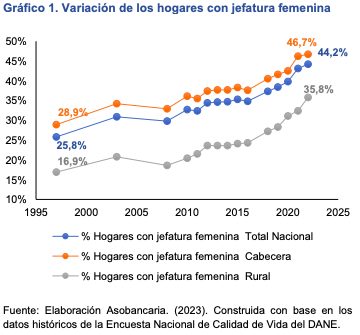 Gráfico 1. Variación de los hogares con jefatura femenina
50%
45%
40%
35%
30%
25%
20%
15%
10%
46,7%
44,2%
28,9%
35,8%
25,8%
16,9%
1995 2000 2005 2010 2015 2020 2025
% Hogares con jefatura femenina Total Nacional
% Hogares con jefatura femenina Cabecera
% Hogares con jefatura femenina Rural
Fuente: Elaboración Asobancaria. (2023). Construida con base en los
datos históricos de la Encuesta Nacional de Calidad de Vida del DANE.